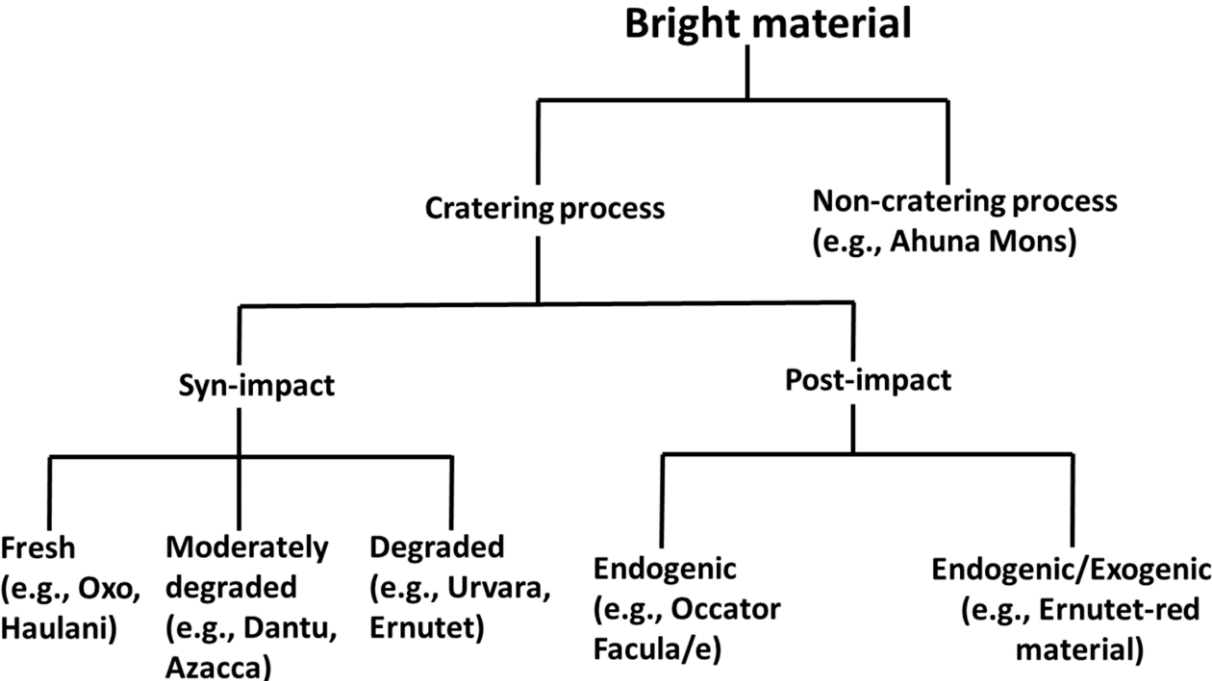 Bright material
Cratering process
Non-cratering process
(e.g., Ahuna Mons)
Syn-impact
Post-impact
Fresh
(e.g., Oxo,
Haulani)
Moderately
degraded
(e.g., Dantu,
Azacca)
Degraded
(e.g., Urvara,
Ernutet)
Endogenic
(e.g., Occator
Facula/e)
Endogenic/Exogenic
(e.g., Ernutet-red
material)